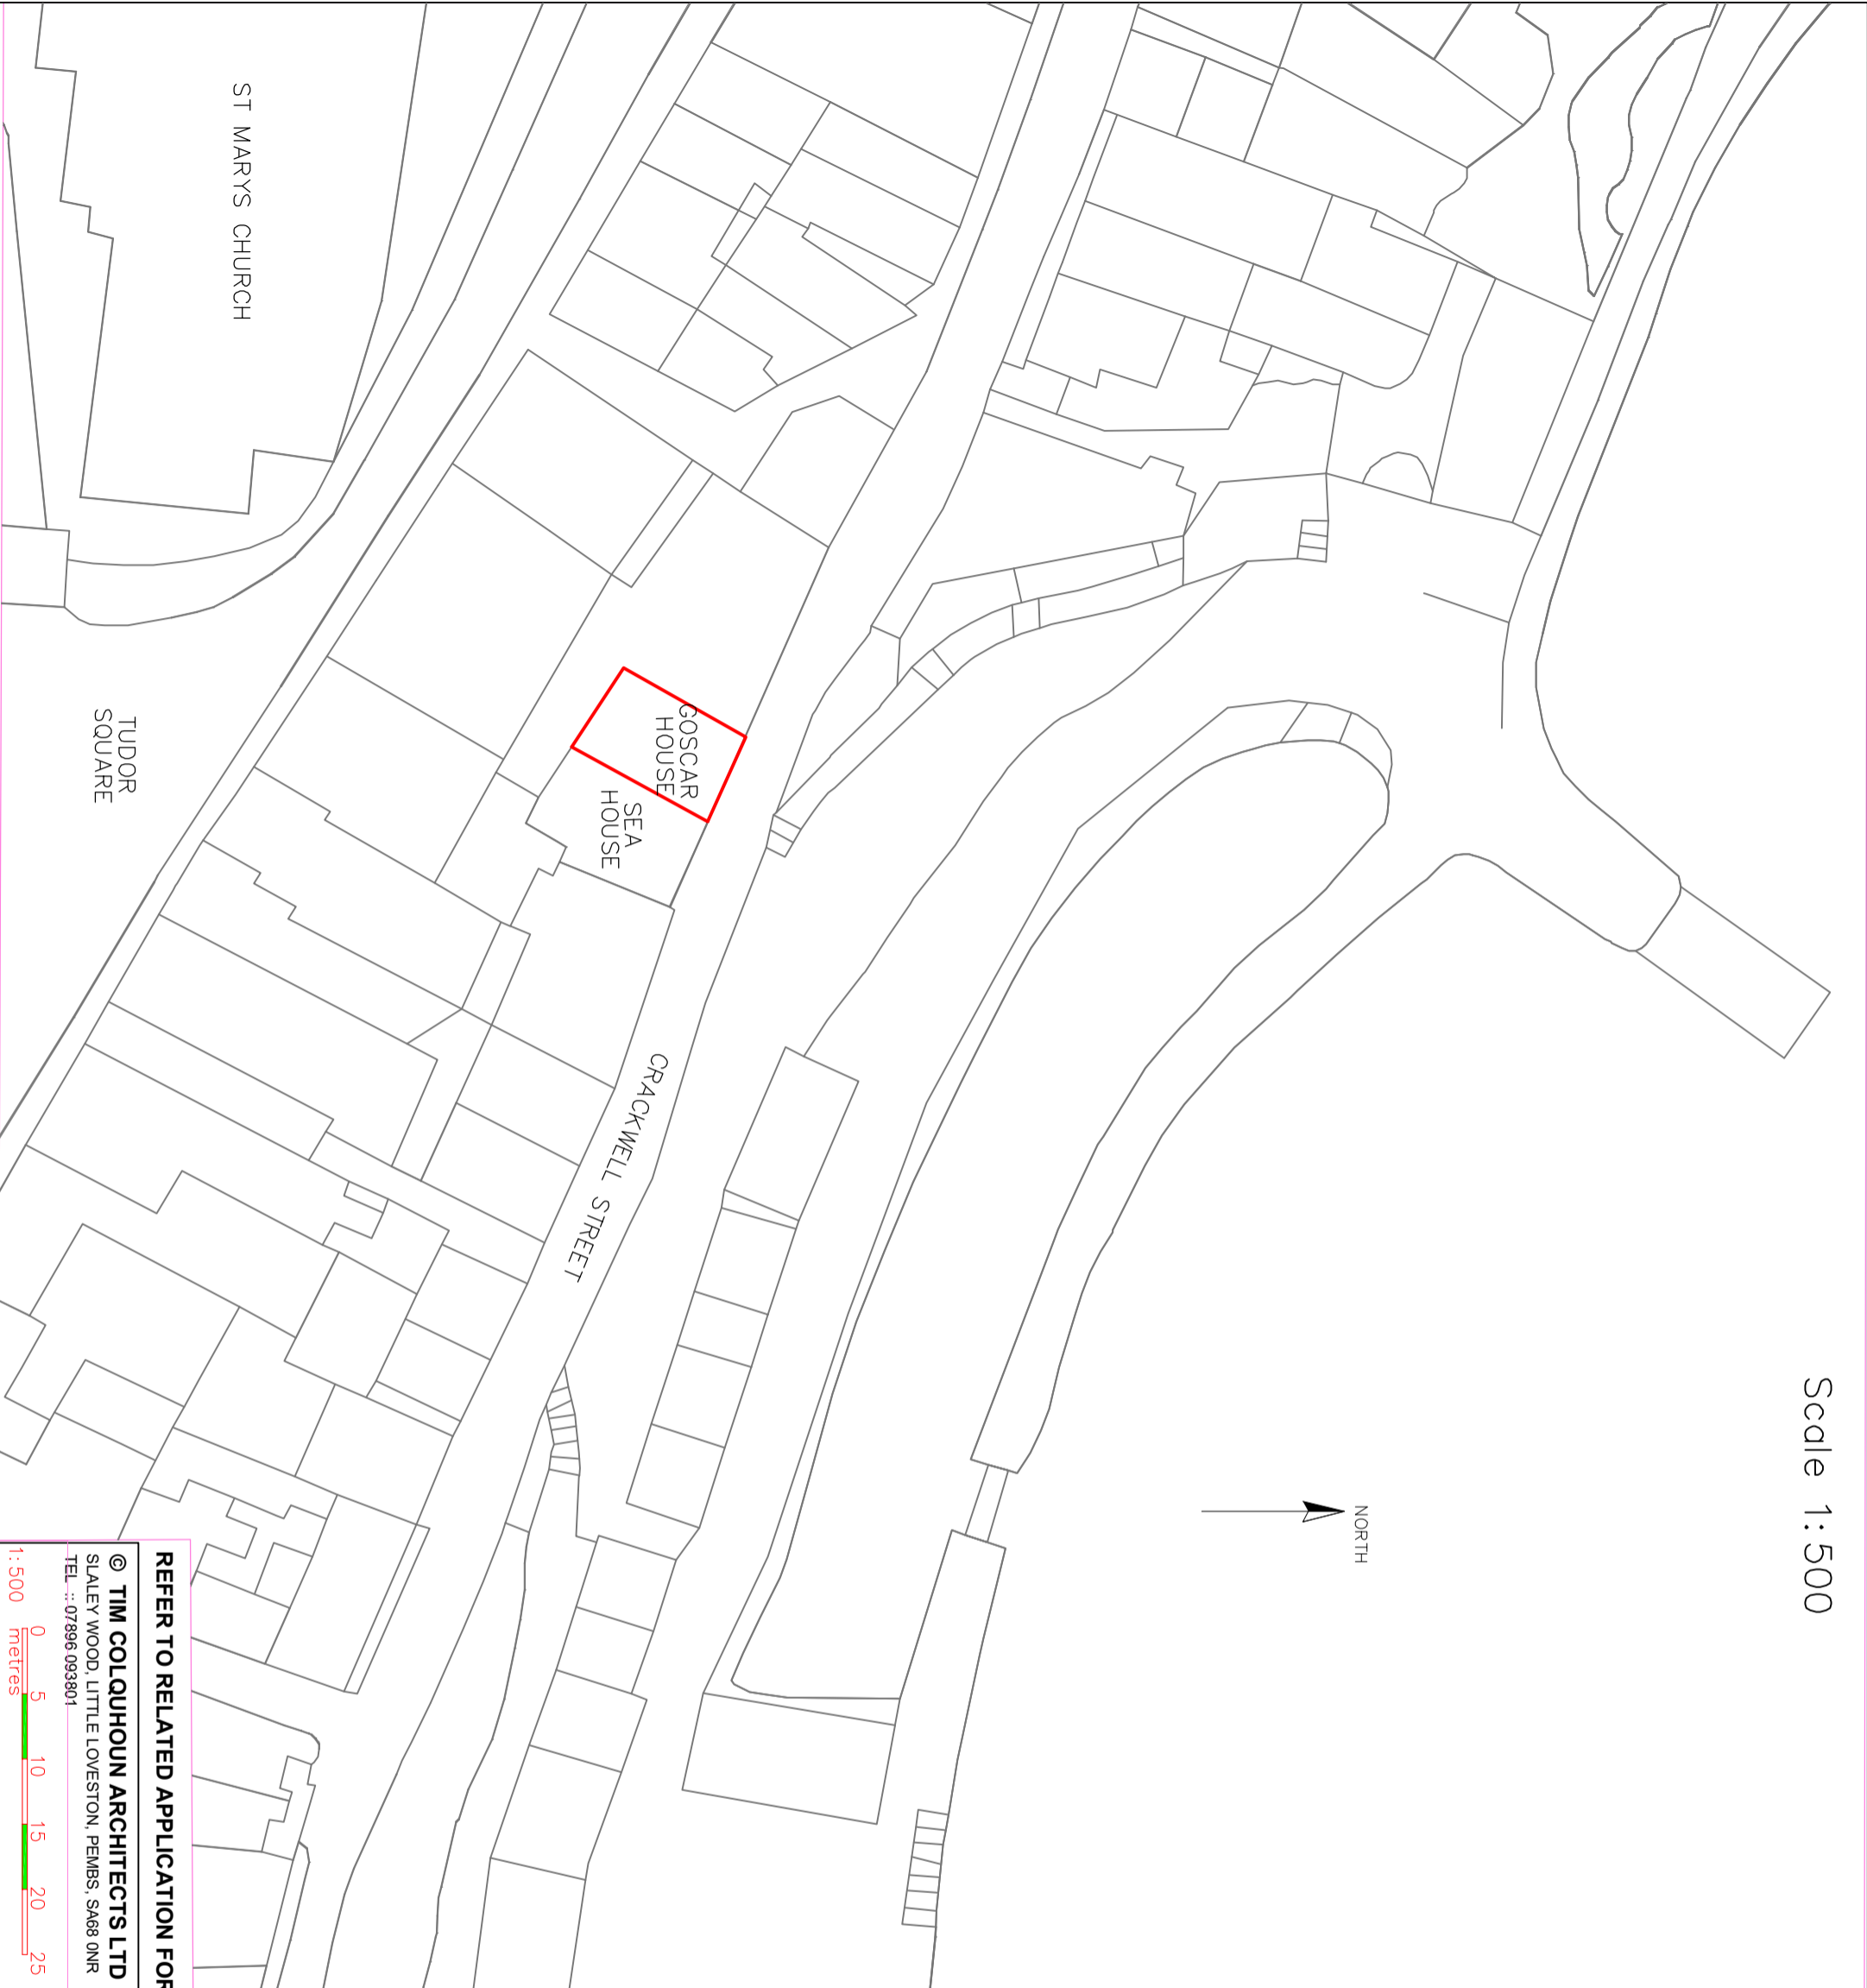 Scale 1:500
NORTH
ST MARYS CHURCH
TUDOR
SQUARE
GOSCAR
HOUSE
SEA
HOUSE
CRACKWELL STREET
REFER TO RELATED APPLICATION FOR
© TIM COLQUHOUN ARCHITECTS LTD
SLALEY WOOD, LITTLE LOVESTON, PEMBS, SA68 0NR
TEL :: 07896 093801
0 5 10 15 20 25
1:500 metres